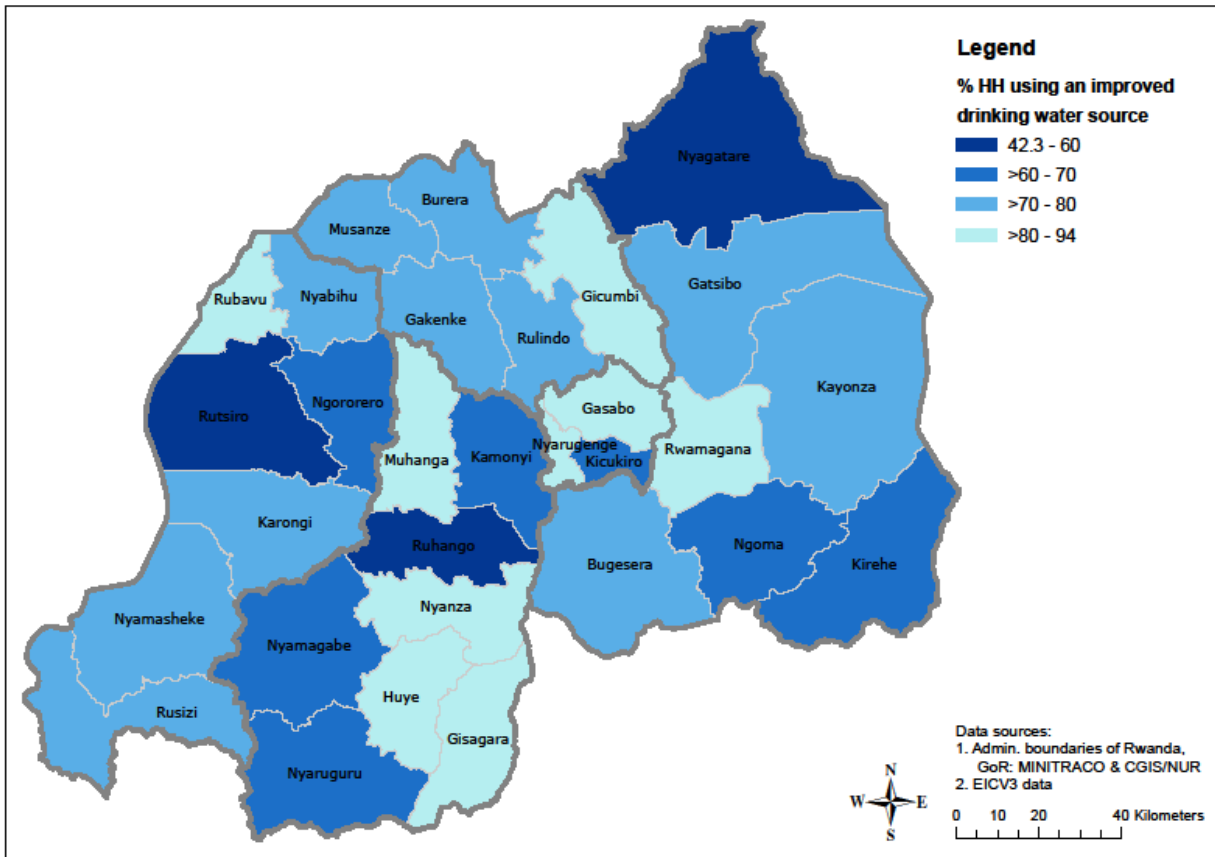 Legend
% HH using an improved
drinking water source
42.3 - 60
>60 - 70
>70 - 80
>80 - 94
Nyagatare
Burera
Musanze
Rubavu
Nyabihu
Gicumbi
Gatsibo
Gakenke
Rulindo
Kayonza
Rutsiro
Ngororero
Gasabo
Muhanga
Kamonyi
Nyarugenge
Kicukiro
Rwamagana
Karongi
Ruhango
Ngoma
Kirehe
Bugesera
Nyamasheke
Nyanza
Nyamagabe
Huye
Rusizi
Gisagara
Nyaruguru
Data sources:
1. Admin. boundaries of Rwanda,
GoR: MINITRACO & CGIS/NUR
2. EICV3 data
N
W E
S
0 10 20 40 Kilometers